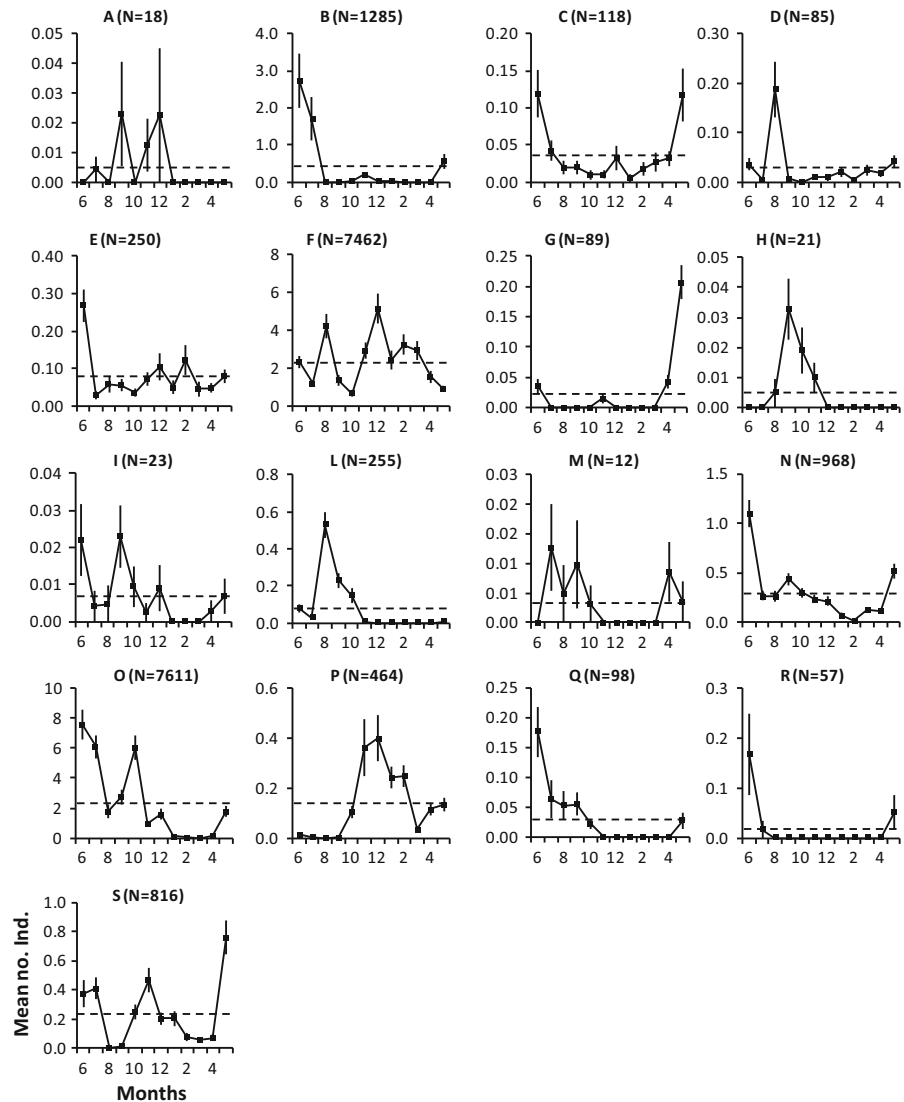 A (N=18)
0.05
0.04
0.03
0.02
0.01
0.00
6 8 10 12 2 4
B (N=1285)
4.0
3.0
2.0
1.0
0.0
6 8 10 12 2 4
C (N=118)
0.20
0.15
0.10
0.05
0.00
6 8 10 12 2 4
D (N=85)
0.30
0.20
0.10
0.00
6 8 10 12 2 4
E (N=250)
0.40
0.30
0.20
0.10
0.00
6 8 10 12 2 4
F (N=7462)
8
6
4
2
0
6 8 10 12 2 4
G (N=89)
0.25
0.20
0.15
0.10
0.05
0.00
6 8 10 12 2 4
H (N=21)
0.05
0.04
0.03
0.02
0.01
0.00
6 8 10 12 2 4
I (N=23)
0.04
0.03
0.02
0.01
0.00
6 8 10 12 2 4
L (N=255)
0.8
0.6
0.4
0.2
0.0
6 8 10 12 2 4
M (N=12)
0.03
0.03
0.02
0.02
0.01
0.01
0.00
6 8 10 12 2 4
N (N=968)
1.5
1.0
0.5
0.0
6 8 10 12 2 4
O (N=7611)
10
8
6
4
2
0
6 8 10 12 2 4
P (N=464)
0.6
0.4
0.2
0.0
6 8 10 12 2 4
Q (N=98)
0.25
0.20
0.15
0.10
0.05
0.00
6 8 10 12 2 4
R (N=57)
0.3
0.2
0.1
0.0
6 8 10 12 2 4
S (N=816)
Mean no. Ind.
1.0
0.8
0.6
0.4
0.2
0.0
6 8 10 12 2 4
Months